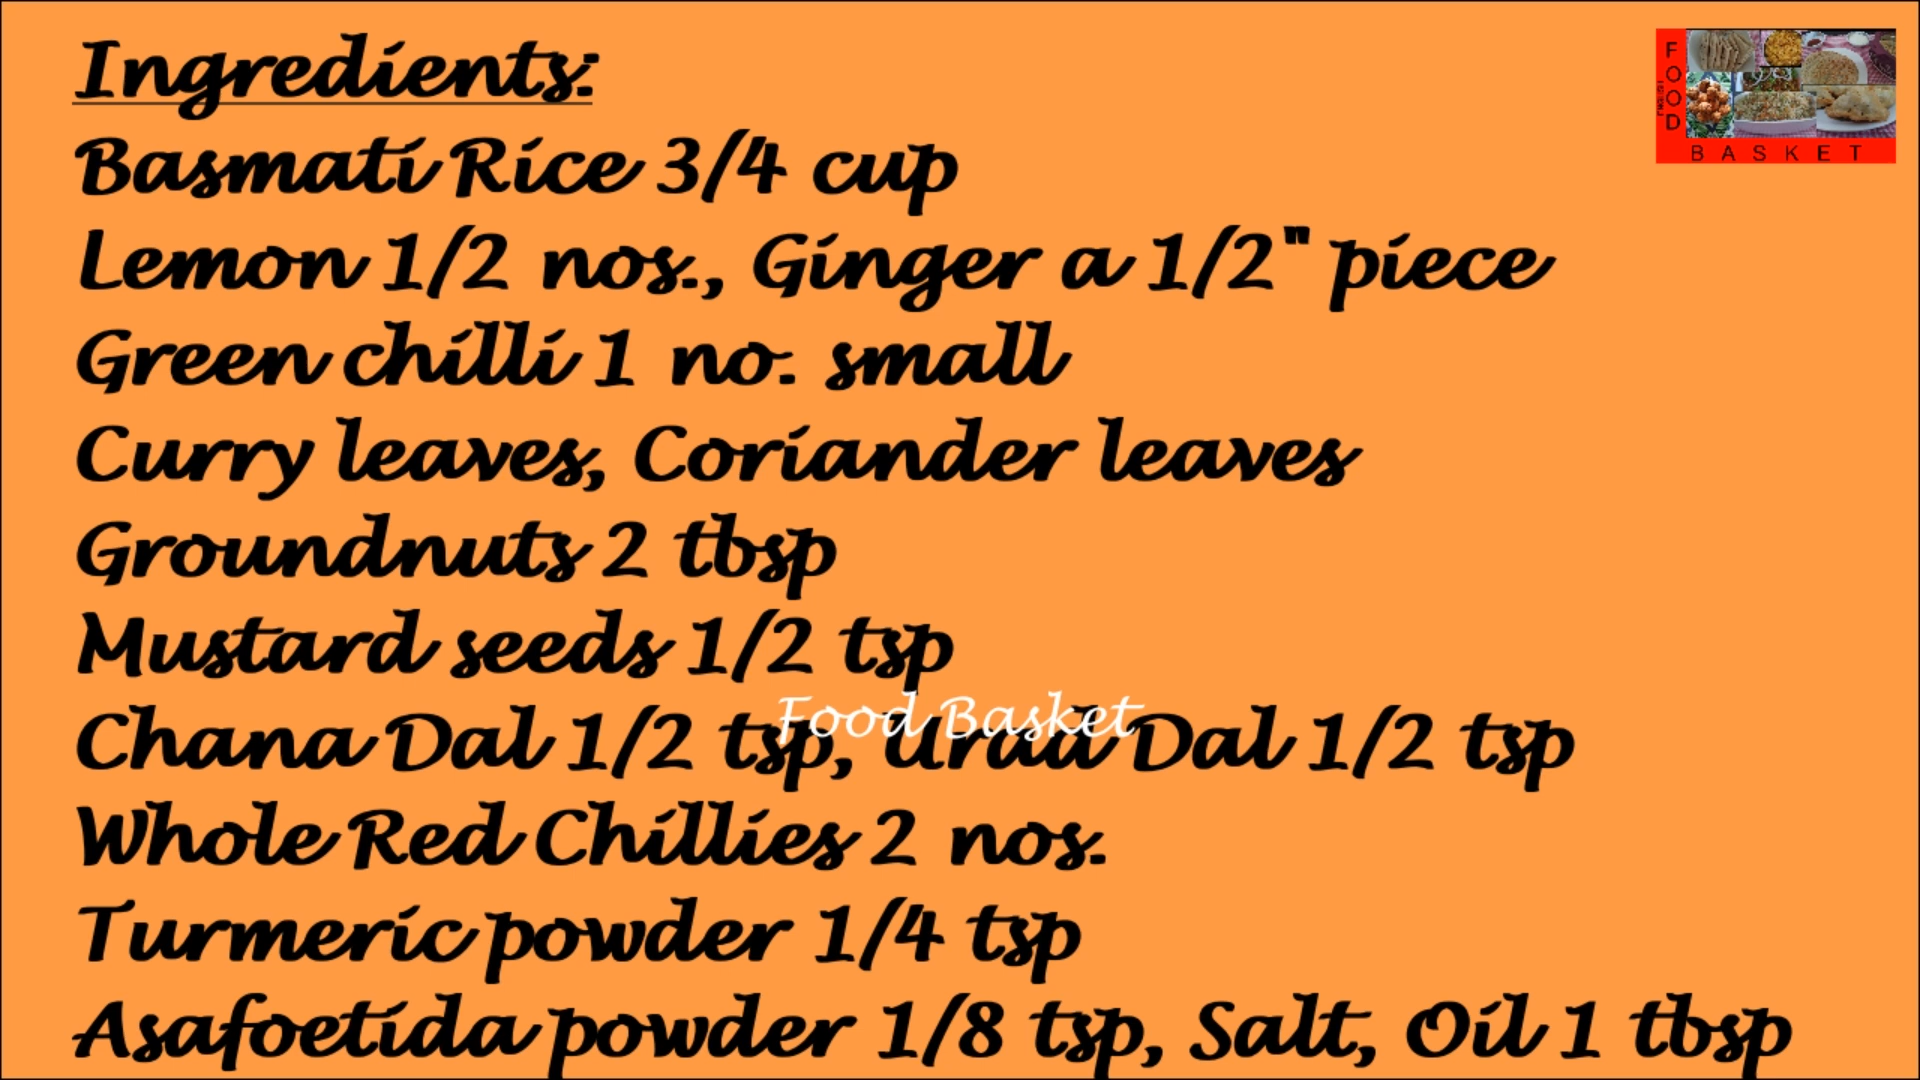 Ingredients:
Basmati Rice 3/4 cup
Lemon 1/2 nos., Ginger a 1/2" piece
Green chilli 1 no. small
Curry leaves, Coriander leaves
Groundnuts 2 tbsp
Mustard seeds 1/2 tsp
Food Basket
Chana Dal 1/2 tsp, Urad Dal 1/2 tsp
Whole Red Chillies 2 nos.
Turmeric powder 1/4 tsp
Asafoetida powder 1/8 tsp, Salt, Oil 1 tbsp
FOOD
BASKET